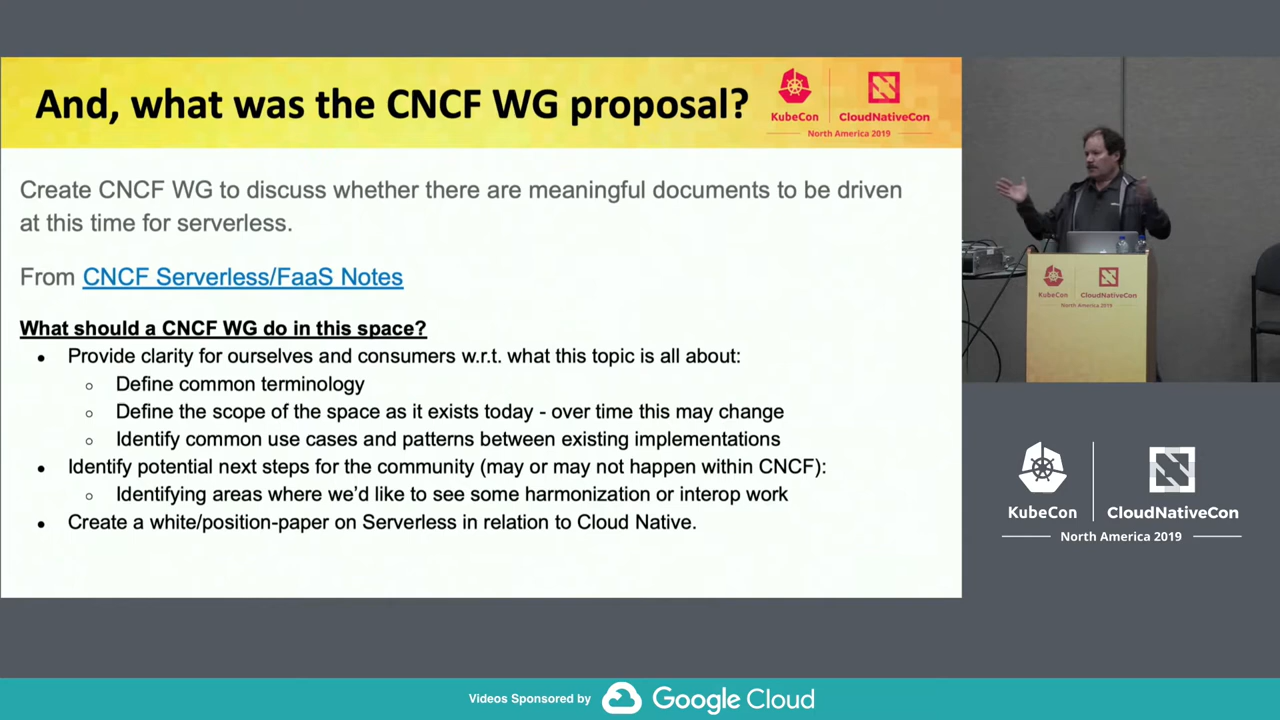 And, what was the CNCF WG proposal?
KubeCon
CloudNativeCon
North America 2019
Create CNCF WG to discuss whether there are meaningful documents to be driven
at this time for serverless.
From CNCF Serverless/FaaS Notes
What should a CNCF WG do in this space?
● Provide clarity for ourselves and consumers w.r.t. what this topic is all about:
○ Define common terminology
○ Define the scope of the space as it exists today - over time this may change
○ Identify common use cases and patterns between existing implementations
● Identify potential next steps for the community (may or may not happen within CNCF):
○ Identifying areas where we'd like to see some harmonization or interop work
● Create a white/position-paper on Serverless in relation to Cloud Native.
KubeCon
CloudNativeCon
KubeCon
CloudNativeCon
North America 2019
Videos Sponsored by
Google Cloud